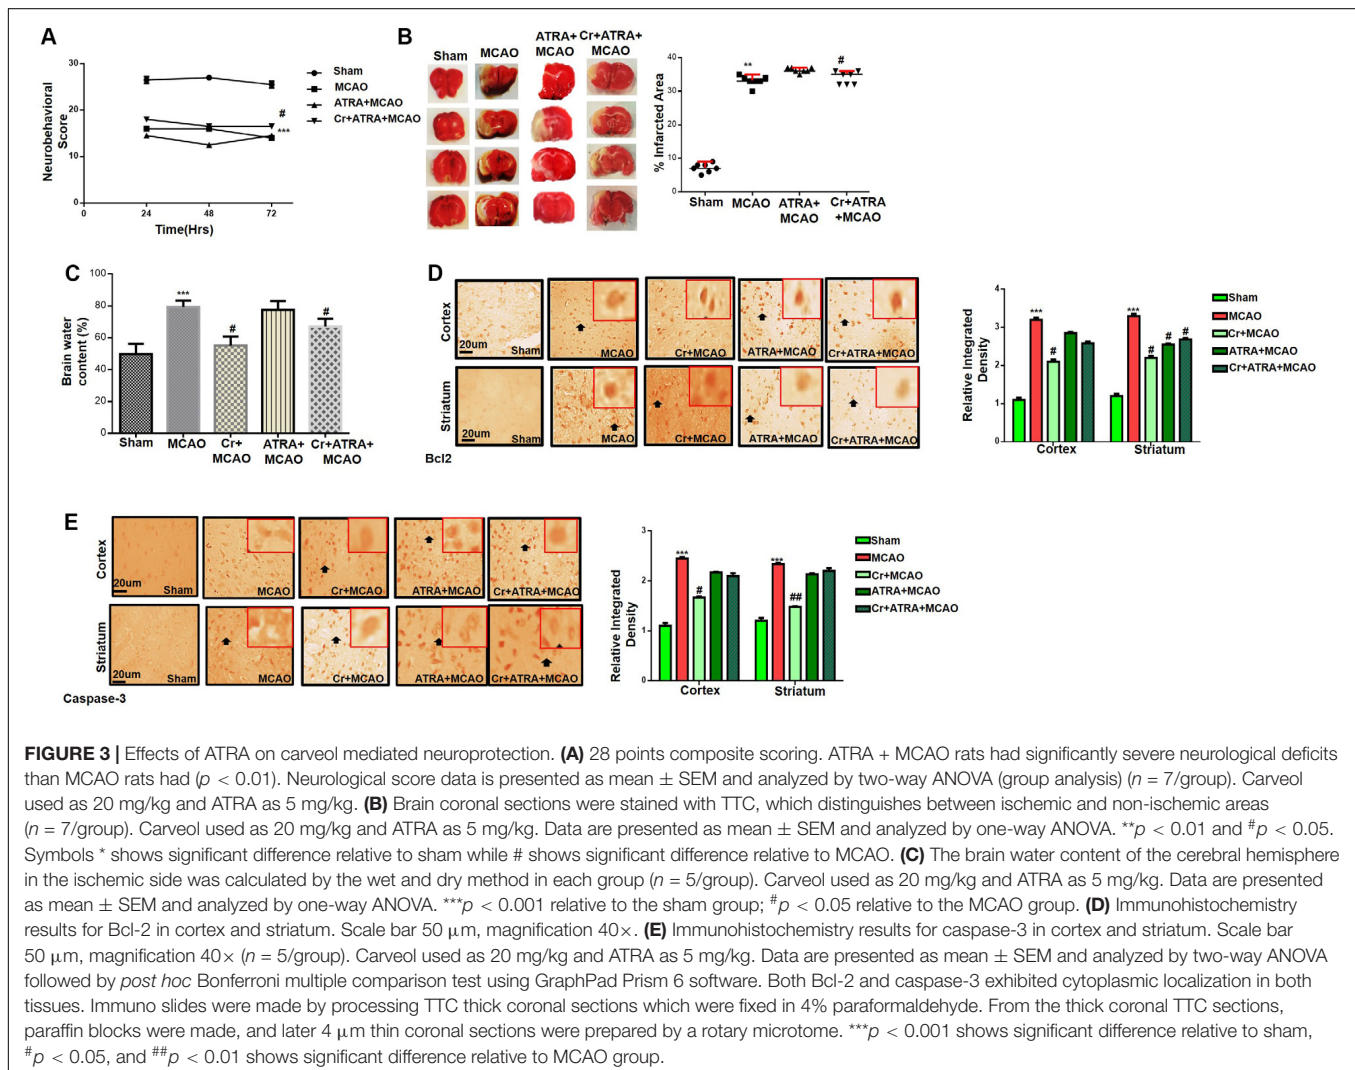 A
Neurobehavioral
Score
30
20
10
0
0
24
48
72
Time(Hrs)
Sham
MCAO
ATRA+MCAO
Cr+ATRA+MCAO
#
***
B
Sham
MCAO
ATRA+
MCAO
Cr+ATRA+
MCAO
% Infarcted Area
40
30
20
10
0
**
#
Sham
MCAO
ATRA+
MCAO
Cr+ATRA
+MCAO
C
Brain water
content (%)
100
80
60
40
20
0
***
#
#
Sham
MCAO
Cr+
MCAO
ATRA+
MCAO
Cr+ATRA+
MCAO
D
Cortex
20um
Sham
MCAO
Cr+MCAO
ATRA+MCAO
Cr+ATRA+MCAO
Striatum
20um
Sham
MCAO
Cr+MCAO
ATRA+MCAO
Cr+ATRA+MCAO
Bcl2
Relative Integrated
Density
4
3
2
1
0
***
#
***
#
#
#
Cortex
Striatum
Sham
MCAO
Cr+MCAO
ATRA+MCAO
Cr+ATRA+MCAO
E
Cortex
20um
Sham
MCAO
Cr+MCAO
ATRA+MCAO
Cr+ATRA+MCAO
Striatum
20um
Sham
MCAO
Cr+MCAO
ATRA+MCAO
Cr+ATRA+MCAO
Caspase-3
Relative Integrated
Density
3
2
1
0
***
#
***
##
Cortex
Striatum
Sham
MCAO
Cr+MCAO
ATRA+MCAO
Cr+ATRA+MCAO
FIGURE 3 | Effects of ATRA on carveol mediated neuroprotection. (A) 28 points composite scoring. ATRA + MCAO rats had significantly severe neurological deficits
than MCAO rats had (p < 0.01). Neurological score data is presented as mean ± SEM and analyzed by two-way ANOVA (group analysis) (n = 7/group). Carveol
used as 20 mg/kg and ATRA as 5 mg/kg. (B) Brain coronal sections were stained with TTC, which distinguishes between ischemic and non-ischemic areas
(n = 7/group). Carveol used as 20 mg/kg and ATRA as 5 mg/kg. Data are presented as mean ± SEM and analyzed by one-way ANOVA. **p < 0.01 and #p < 0.05.
Symbols * shows significant difference relative to sham while # shows significant difference relative to MCAO. (C) The brain water content of the cerebral hemisphere
in the ischemic side was calculated by the wet and dry method in each group (n = 5/group). Carveol used as 20 mg/kg and ATRA as 5 mg/kg. Data are presented
as mean ± SEM and analyzed by one-way ANOVA. ***p < 0.001 relative to the sham group; #p < 0.05 relative to the MCAO group. (D) Immunohistochemistry
results for Bcl-2 in cortex and striatum. Scale bar 50 μm, magnification 40×. (E) Immunohistochemistry results for caspase-3 in cortex and striatum. Scale bar
50 μm, magnification 40× (n = 5/group). Carveol used as 20 mg/kg and ATRA as 5 mg/kg. Data are presented as mean ± SEM and analyzed by two-way ANOVA
followed by post hoc Bonferroni multiple comparison test using GraphPad Prism 6 software. Both Bcl-2 and caspase-3 exhibited cytoplasmic localization in both
tissues. Immuno slides were made by processing TTC thick coronal sections which were fixed in 4% paraformaldehyde. From the thick coronal TTC sections,
paraffin blocks were made, and later 4 μm thin coronal sections were prepared by a rotary microtome. ***p < 0.001 shows significant difference relative to sham,
#p < 0.05, and ##p < 0.01 shows significant difference relative to MCAO group.